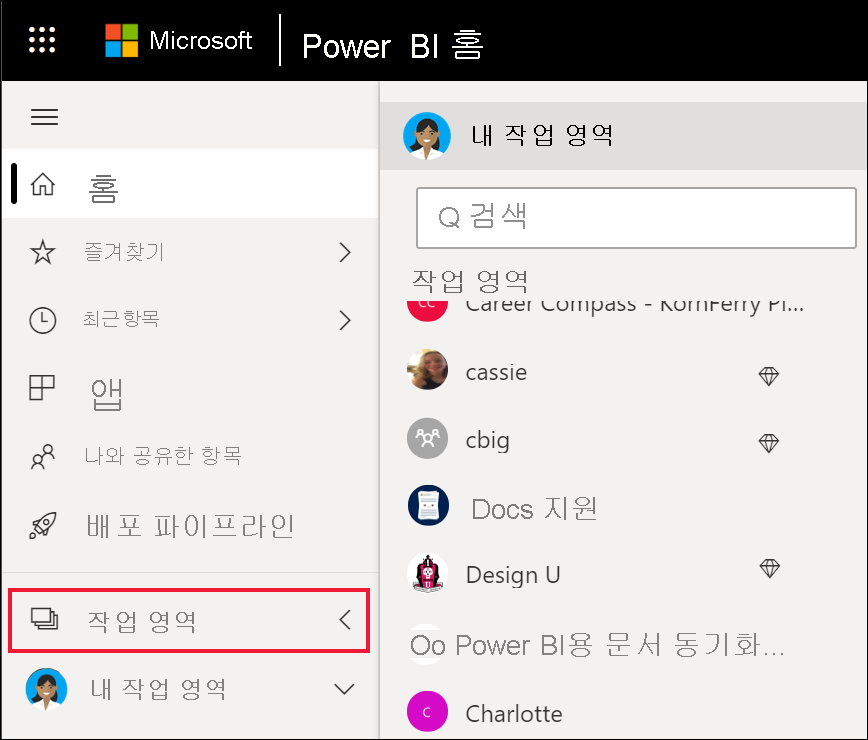 Microsoft
Power BI 홈
홈
즐겨찾기
최근항목
앱
나와 공유한 항목
배포 파이프라인
작업 영역
내 작업 영역
내 작업 영역
Q 검색
작업 영역
CC
Career Compass - KornFerry Pi...
cassie
cbig
Docs 지원
Design U
Oo Power BI용 문서 동기화...
C
Charlotte